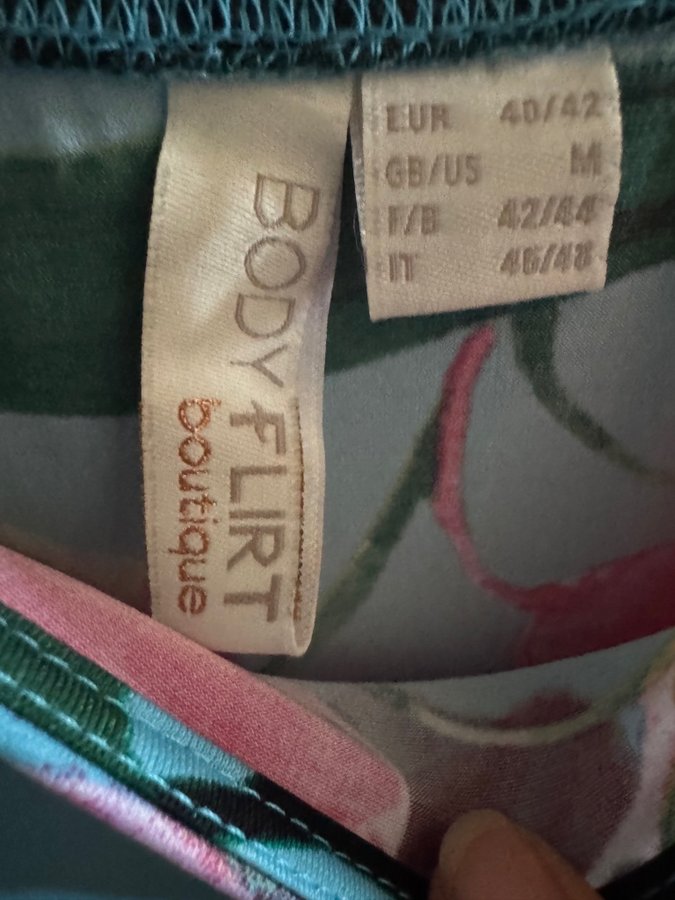 BODY FLIRT
boutique
EUR 40/42
GB/US M
F/B 42/44
IT 46/48